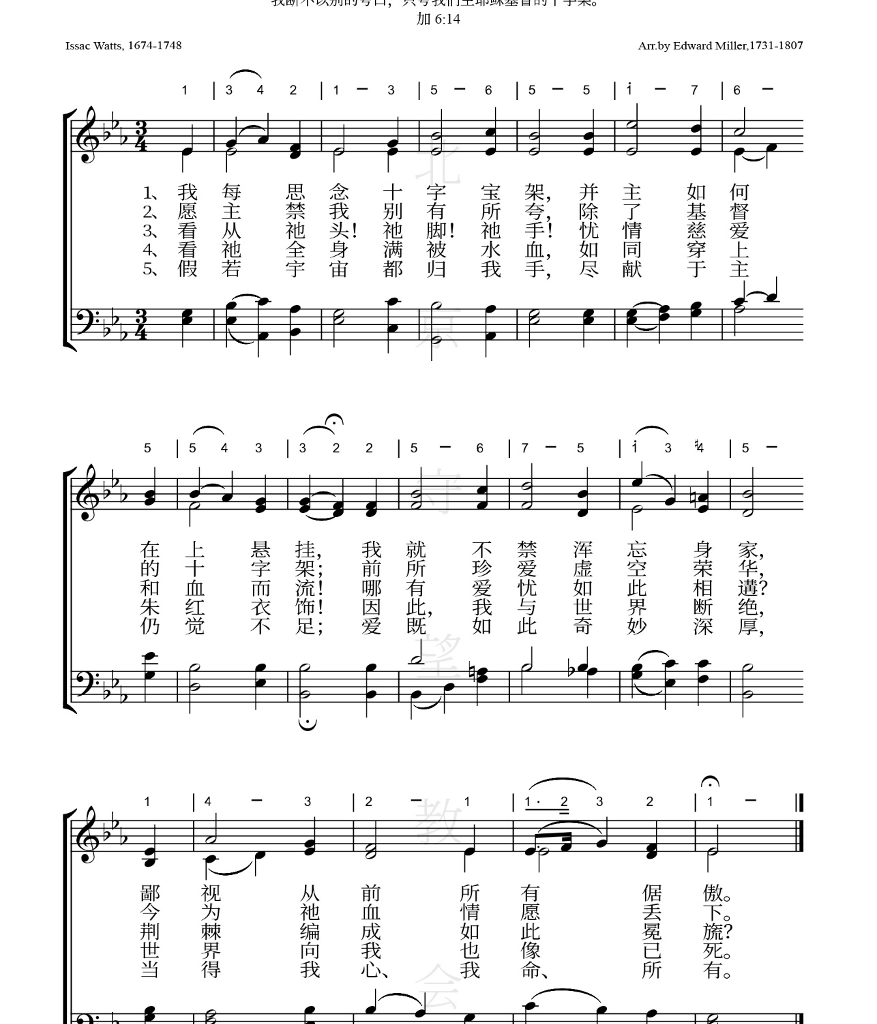 我断不以别的夸口，只夸我们主耶稣基督的十字架。
加 6:14
Issac Watts, 1674-1748
Arr.by Edward Miller,1731-1807
1 | 3 4 2 | 1 － 3 | 5 － 6 | 5 － 5 | i － 7 | 6 －
1、我 每 思 念 十 字 宝 架，并 主 如 何
2、愿 主 禁 我 别 有 所 夸，除 了 基 督
3、看 从 祂 头！祂 脚！祂 手！忧 情 慈 爱
4、看 祂 全 身 满 被 水 血，如 同 穿 上
5、假 若 宇 宙 都 归 我 手，尽 献 于 主
5 | 5 4 3 | 3 2 2 | 5 － 6 | 7 － 5 | i 3 ♯4 | 5 －
在 上 悬 挂，我 就 不 禁 浑 忘 身 家，
的 十 字 架；前 所 珍 爱 虚 空 荣 华，
和 血 而 流！哪 有 爱 忧 如 此 相 遘？
朱 红 衣 饰！因 此，我 与 世 界 断 绝，
仍 觉 不 足；爱 既 如 此 奇 妙 深 厚，
1 | 4 － 3 | 2 － 1 | 1· 2 3 2 | 1 －
鄙 视 从 前 所 有 倨 傲。
今 为 祂 血 情 愿 丢 下。
荆 棘 编 成 如 此 冕 旒？
世 界 向 我 也 像 已 死。
当 得 我 心、我 命、所 有。
北京守望教会